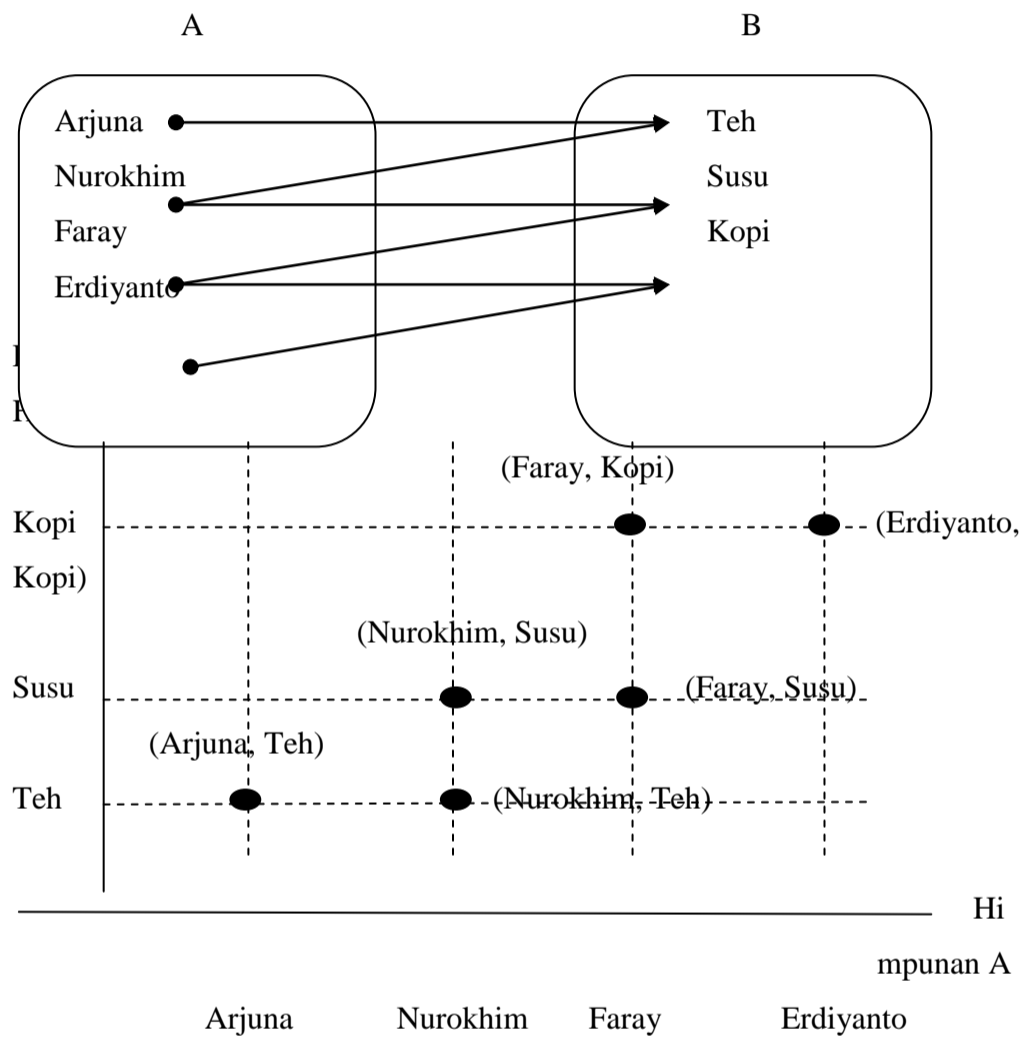 A B
Arjuna Teh
Nurokhim Susu
Faray Kopi
Erdiyanto
(Faray, Kopi)
Kopi (Erdiyanto,
Kopi)
(Nurokhim, Susu)
Susu (Faray, Susu)
(Arjuna, Teh)
Teh (Nurokhim, Teh)
Hi
mpunan A
Arjuna Nurokhim Faray Erdiyanto